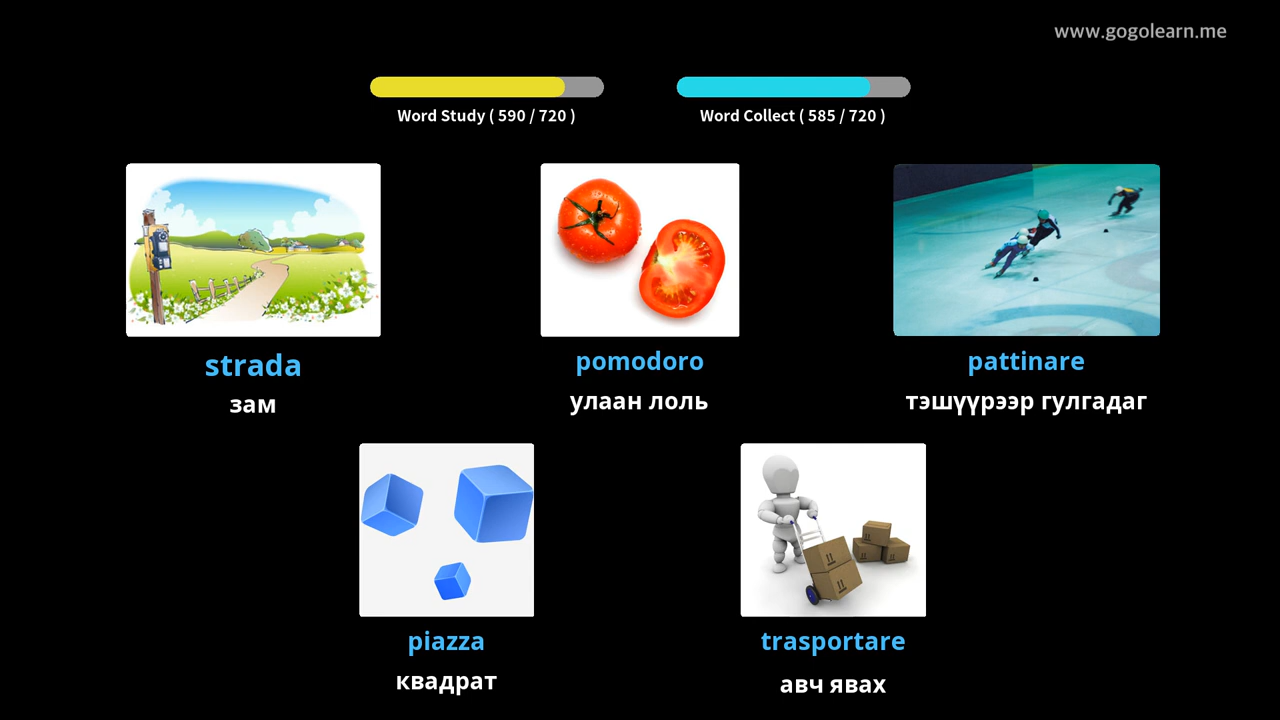 www.gogolearn.me
Word Study ( 590 / 720 )
Word Collect ( 585 / 720 )
strada
зам
pomodoro
улаан лоль
pattinare
тэшүүрээр гулгадаг
piazza
квадрат
trasportare
авч явах